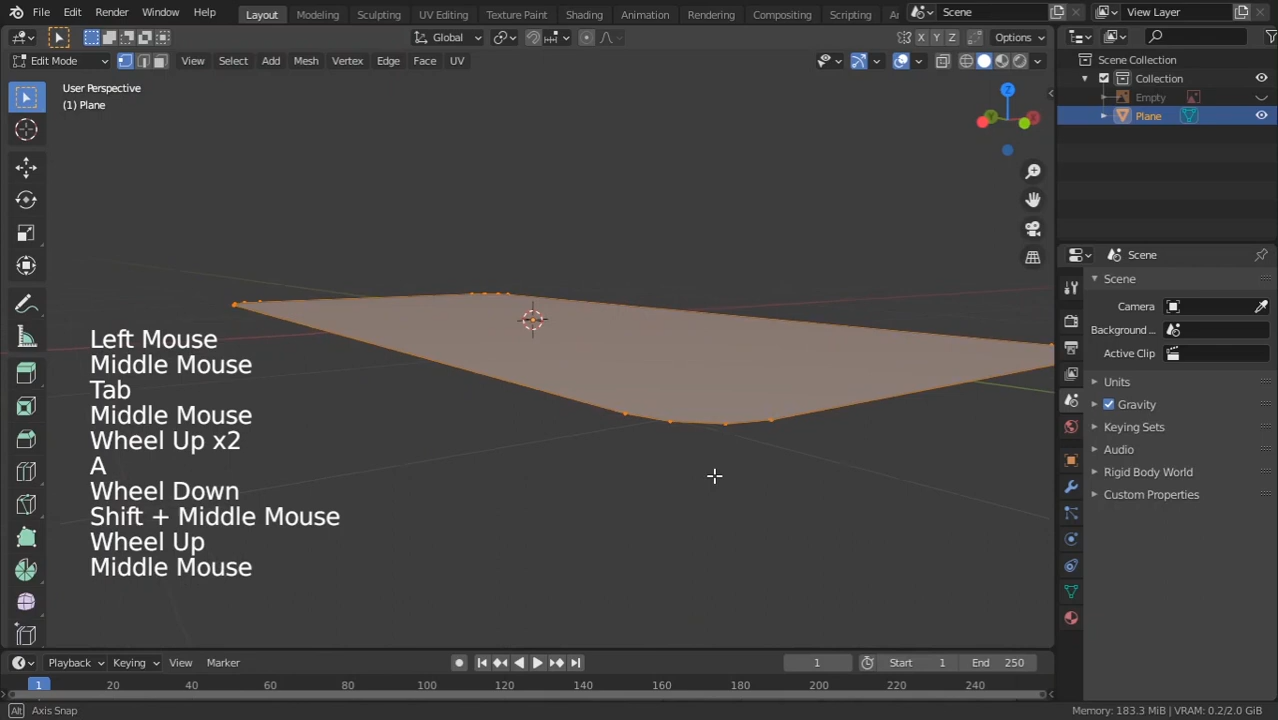 File Edit Render Window Help Layout Modeling Sculpting UV Editing Texture Paint Shading Animation Rendering Compositing Scripting Scene View Layer
Global X Y Z Options
Edit Mode View Select Add Mesh Vertex Edge Face UV
Scene Collection
Collection
Empty
Plane
User Perspective
(1) Plane
Z
Scene
Scene
Camera
Background ...
Active Clip
Units
Gravity
Keying Sets
Audio
Rigid Body World
Custom Properties
Left Mouse
Middle Mouse
Tab
Middle Mouse
Wheel Up x2
A
Wheel Down
Shift + Middle Mouse
Wheel Up
Middle Mouse
Playback Keying View Marker 1 Start 1 End 250
1 20 40 60 80 100 120 140 160 180 200 220 240
Alt Axis Snap Memory: 183.3 MiB | VRAM: 0.2/2.0 GiB